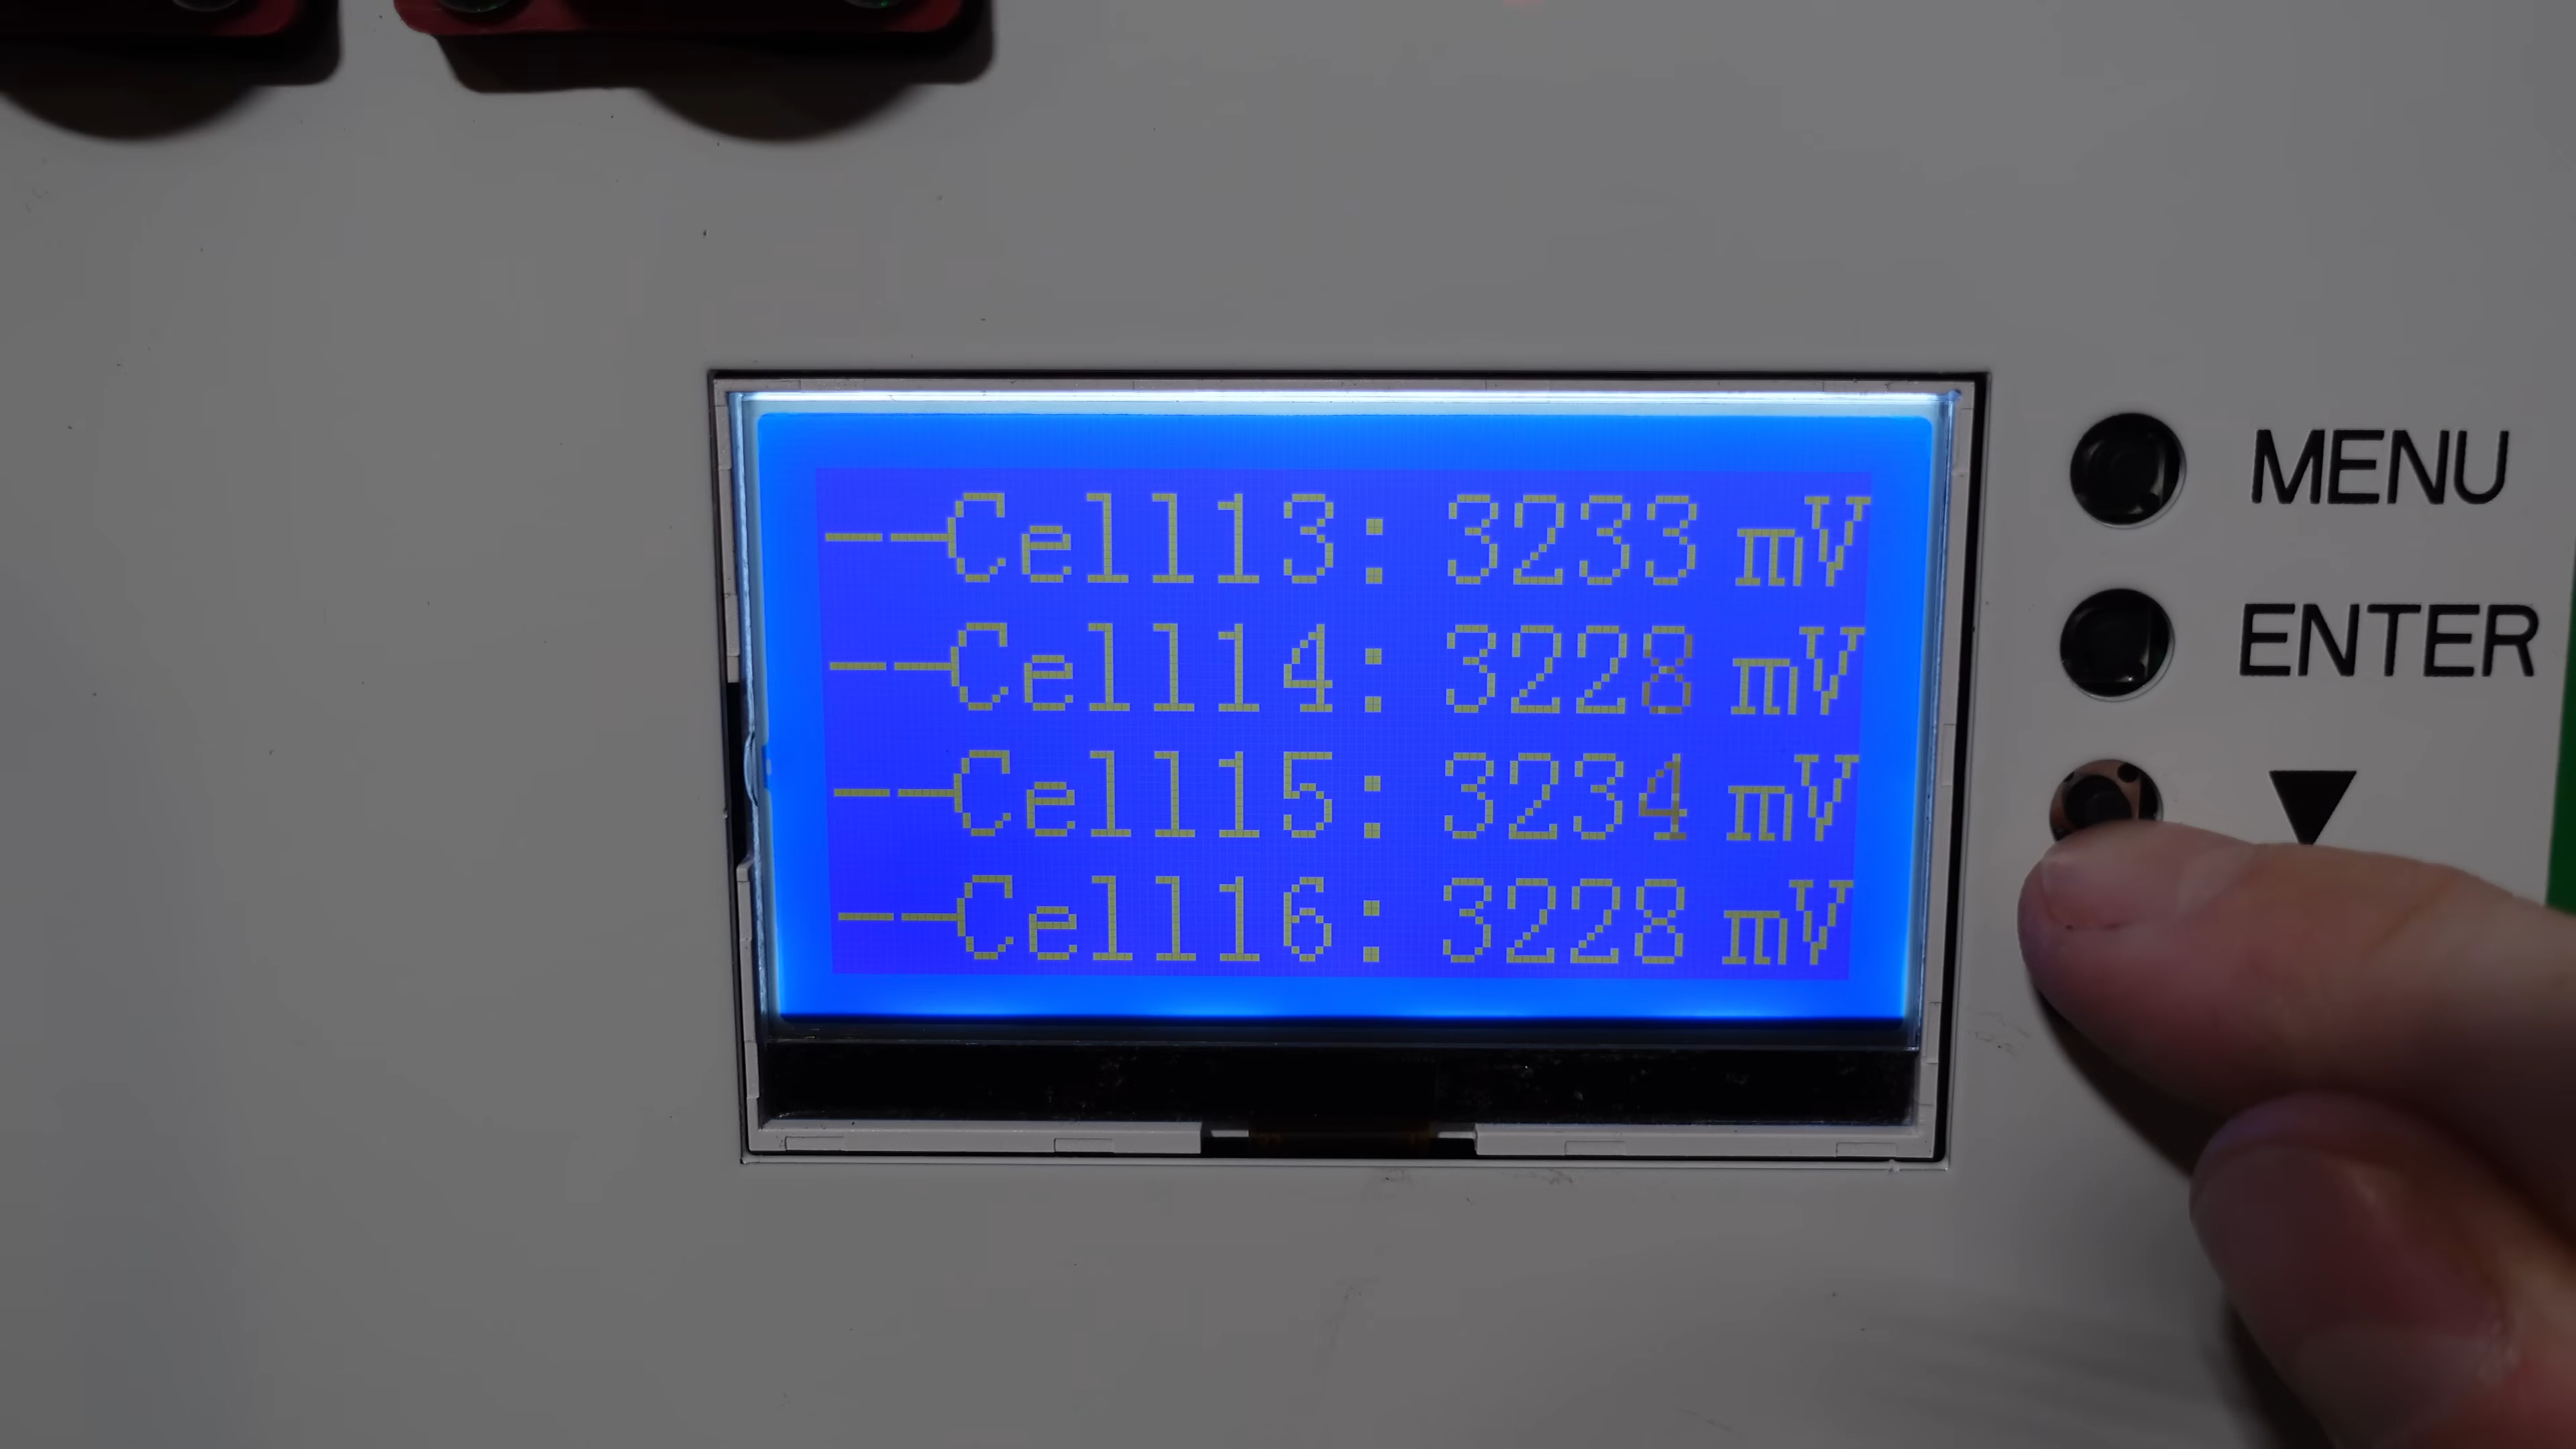 ---Cell13: 3233 mV
---Cell14: 3228 mV
---Cell15: 3234 mV
---Cell16: 3228 mV
MENU
ENTER
▼